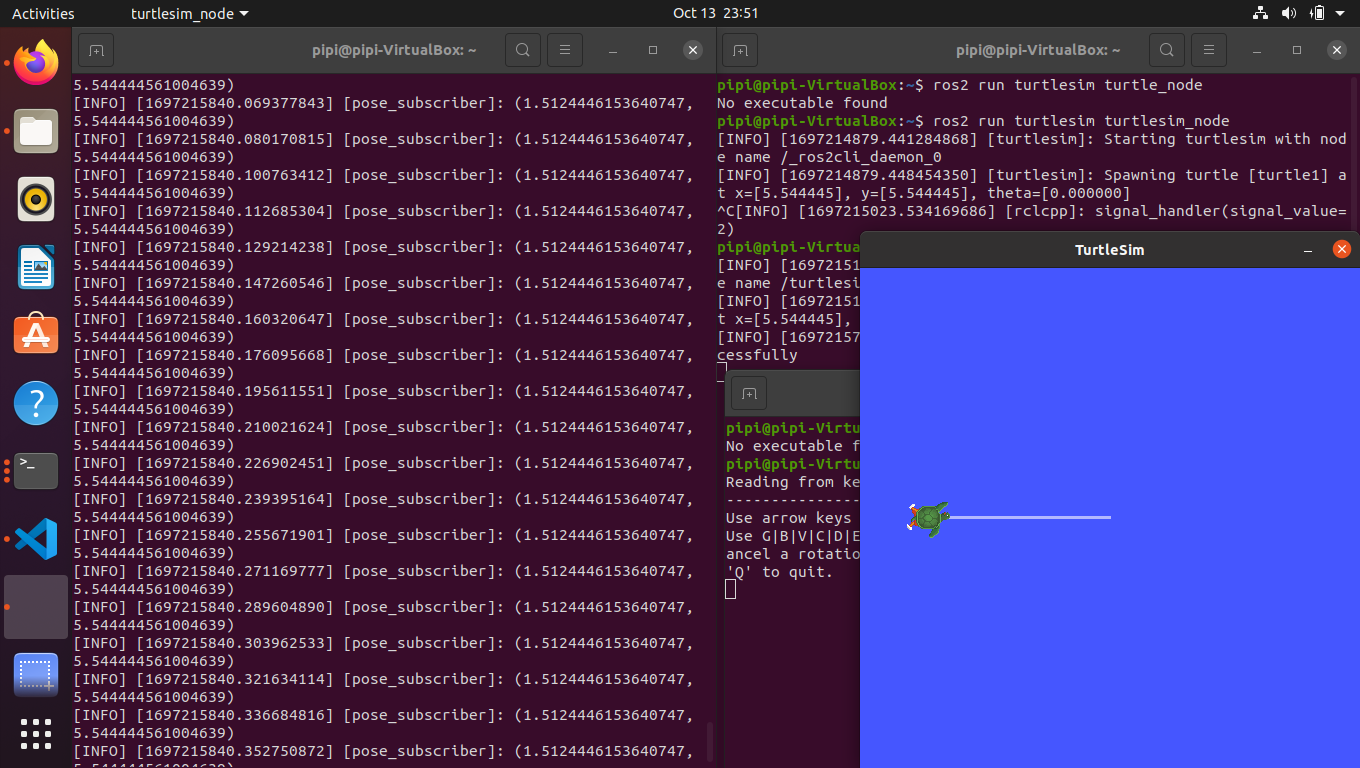 Activities
turtlesim_node
Oct 13 23:51
pipi@pipi-VirtualBox: ~
5.544444561004639)
[INFO] [1697215840.069377843] [pose_subscriber]: (1.5124446153640747,
5.544444561004639)
[INFO] [1697215840.080170815] [pose_subscriber]: (1.5124446153640747,
5.544444561004639)
[INFO] [1697215840.100763412] [pose_subscriber]: (1.5124446153640747,
5.544444561004639)
[INFO] [1697215840.112685304] [pose_subscriber]: (1.5124446153640747,
5.544444561004639)
[INFO] [1697215840.129214238] [pose_subscriber]: (1.5124446153640747,
5.544444561004639)
[INFO] [1697215840.147260546] [pose_subscriber]: (1.5124446153640747,
5.544444561004639)
[INFO] [1697215840.160320647] [pose_subscriber]: (1.5124446153640747,
5.544444561004639)
[INFO] [1697215840.176095668] [pose_subscriber]: (1.5124446153640747,
5.544444561004639)
[INFO] [1697215840.195611551] [pose_subscriber]: (1.5124446153640747,
5.544444561004639)
[INFO] [1697215840.210021624] [pose_subscriber]: (1.5124446153640747,
5.544444561004639)
[INFO] [1697215840.226902451] [pose_subscriber]: (1.5124446153640747,
5.544444561004639)
[INFO] [1697215840.239395164] [pose_subscriber]: (1.5124446153640747,
5.544444561004639)
[INFO] [1697215840.255671901] [pose_subscriber]: (1.5124446153640747,
5.544444561004639)
[INFO] [1697215840.271169777] [pose_subscriber]: (1.5124446153640747,
5.544444561004639)
[INFO] [1697215840.289604890] [pose_subscriber]: (1.5124446153640747,
5.544444561004639)
[INFO] [1697215840.303962533] [pose_subscriber]: (1.5124446153640747,
5.544444561004639)
[INFO] [1697215840.321634114] [pose_subscriber]: (1.5124446153640747,
5.544444561004639)
[INFO] [1697215840.336684816] [pose_subscriber]: (1.5124446153640747,
5.544444561004639)
[INFO] [1697215840.352750872] [pose_subscriber]: (1.5124446153640747,
5.544444561004639)
pipi@pipi-VirtualBox: ~
pipi@pipi-VirtualBox:~$ ros2 run turtlesim turtle_node
No executable found
pipi@pipi-VirtualBox:~$ ros2 run turtlesim turtlesim_node
[INFO] [1697214879.441284868] [turtlesim]: Starting turtlesim with nod
e name /_ros2cli_daemon_0
[INFO] [1697214879.448454350] [turtlesim]: Spawning turtle [turtle1] a
t x=[5.544445], y=[5.544445], theta=[0.000000]
^C[INFO] [1697215023.534169686] [rclcpp]: signal_handler(signal_value=
2)
pipi@pipi-VirtualBox
[INFO] [16972151
e name /turtlesi
[INFO] [16972151
t x=[5.544445],
[INFO] [16972157
cessfully
pipi@pipi-Virtu
No executable f
pipi@pipi-Virtu
Reading from ke
---------------
Use arrow keys
Use G|B|V|C|D|E
ancel a rotatio
'Q' to quit.
TurtleSim